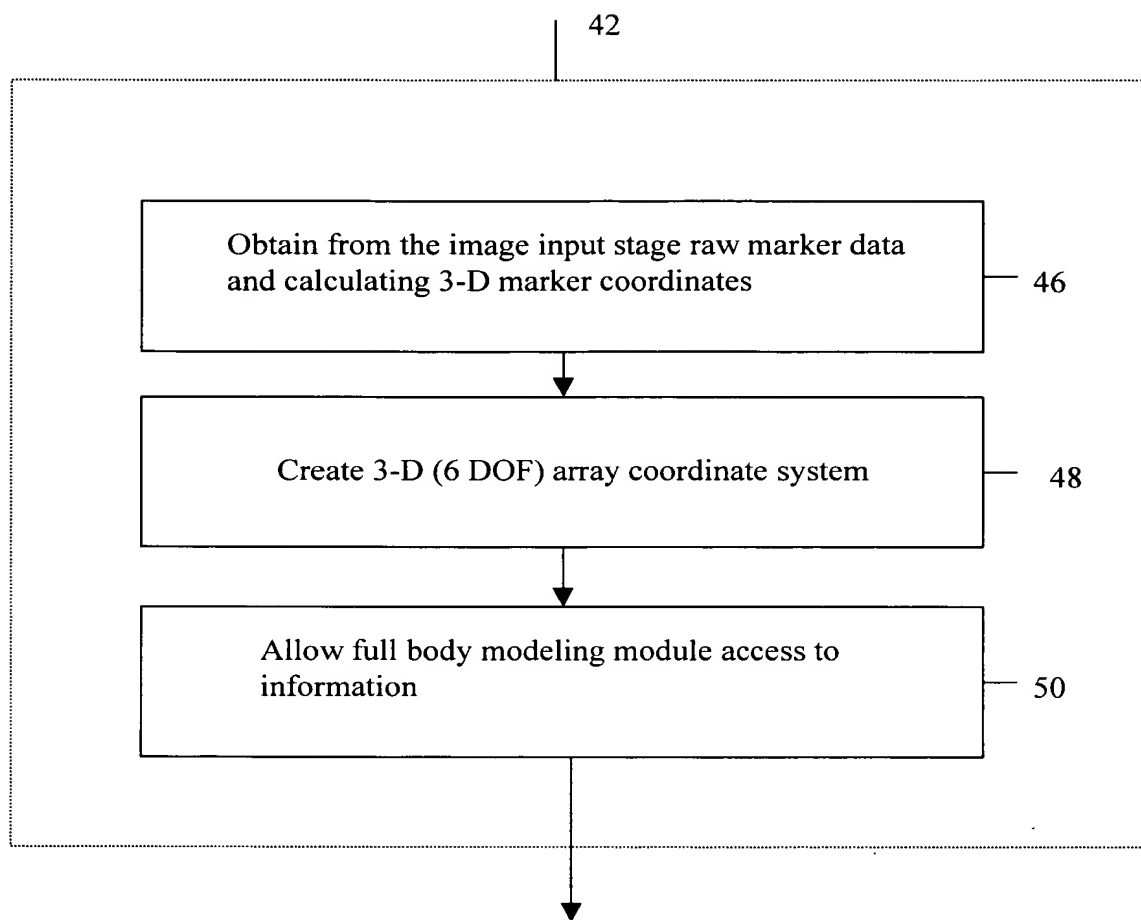 42
Obtain from the image input stage raw marker data
and calculating 3-D marker coordinates
46
Create 3-D (6 DOF) array coordinate system
48
Allow full body modeling module access to
information
50